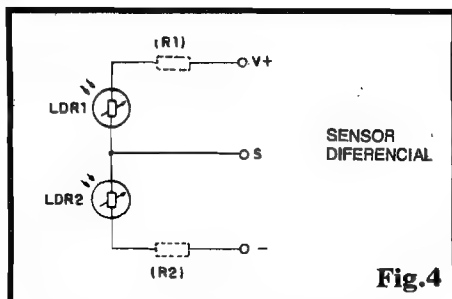 (R1)
V+
LDR1
S
SENSOR
DIFERENCIAL
LDR2
-
(R2)
Fig.4